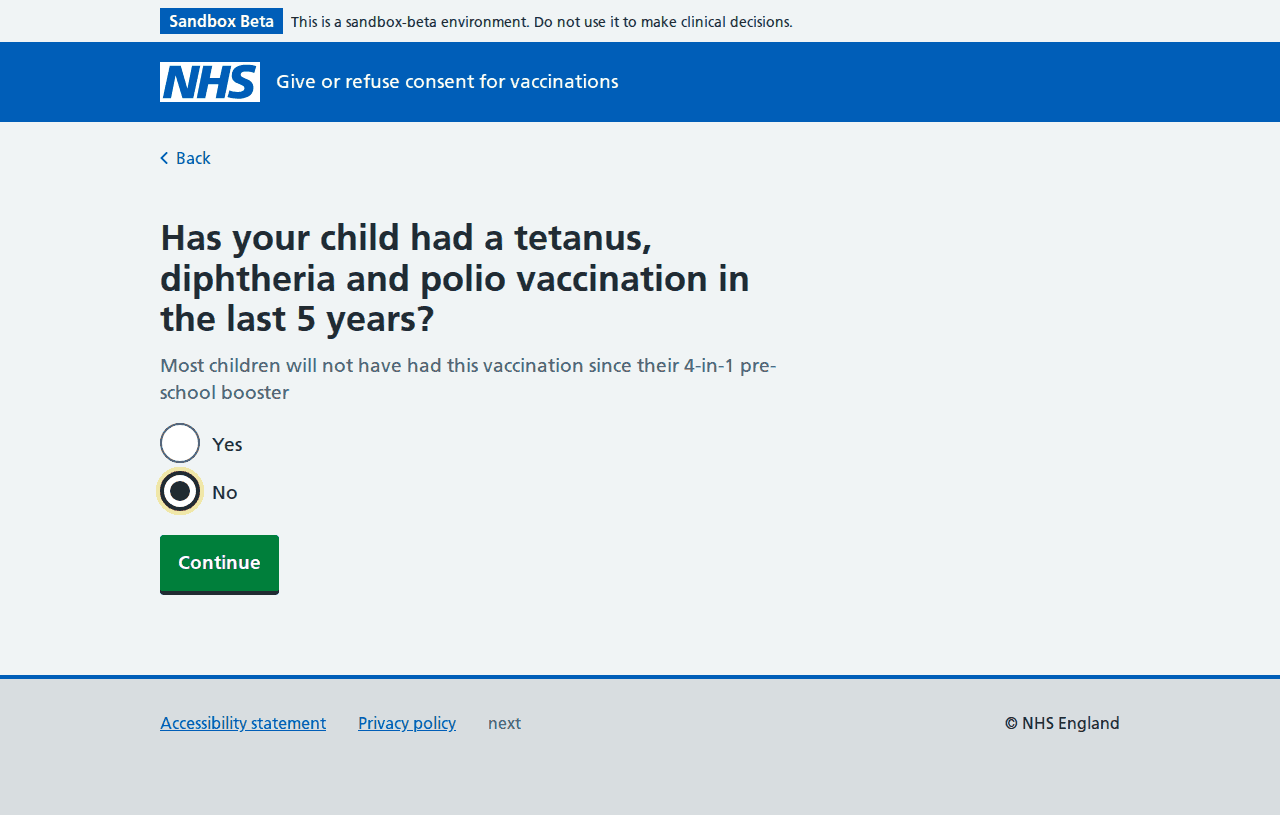 Sandbox Beta This is a sandbox-beta environment. Do not use it to make clinical decisions.
NHS Give or refuse consent for vaccinations
Back
Has your child had a tetanus,
diphtheria and polio vaccination in
the last 5 years?
Most children will not have had this vaccination since their 4-in-1 pre-
school booster
Yes
No
Continue
Accessibility statement Privacy policy next © NHS England